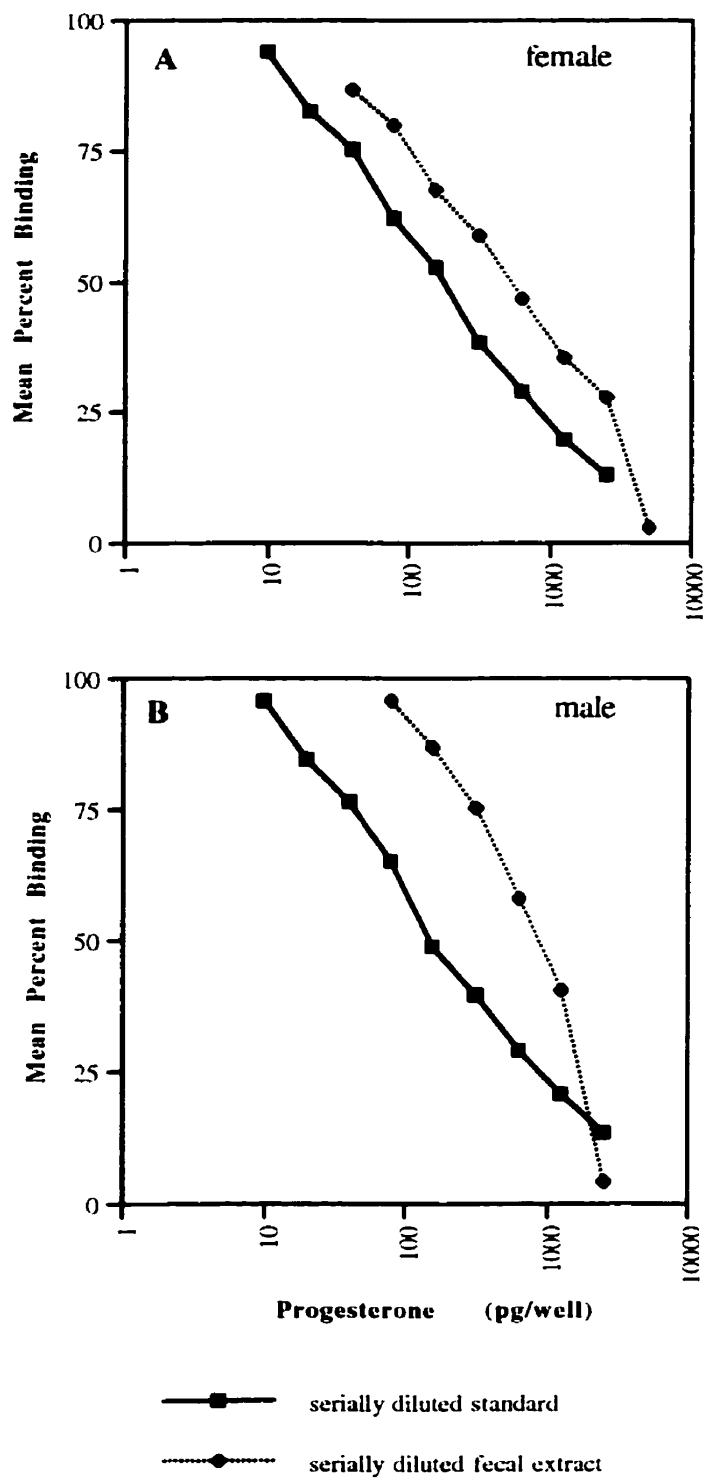 A
female
100
75
50
25
0
Mean Percent Binding
1
10
100
1000
10000
B
male
100
75
50
25
0
Mean Percent Binding
1
10
100
1000
10000
Progesterone (pg/well)
serially diluted standard
serially diluted fecal extract